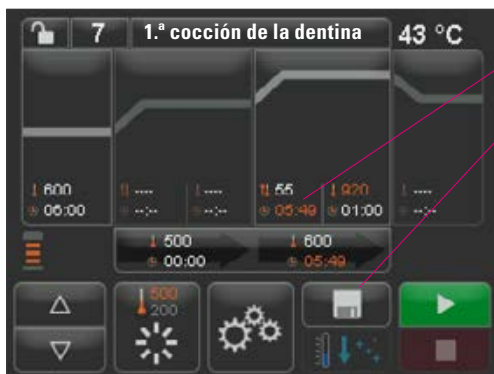 7 1.ª cocción de la dentina 43 °C
600 ---- ---- 55 920 ----
06:00 --:-- --:-- 05:49 01:00 --:--
500 600
00:00 05:49
500
200